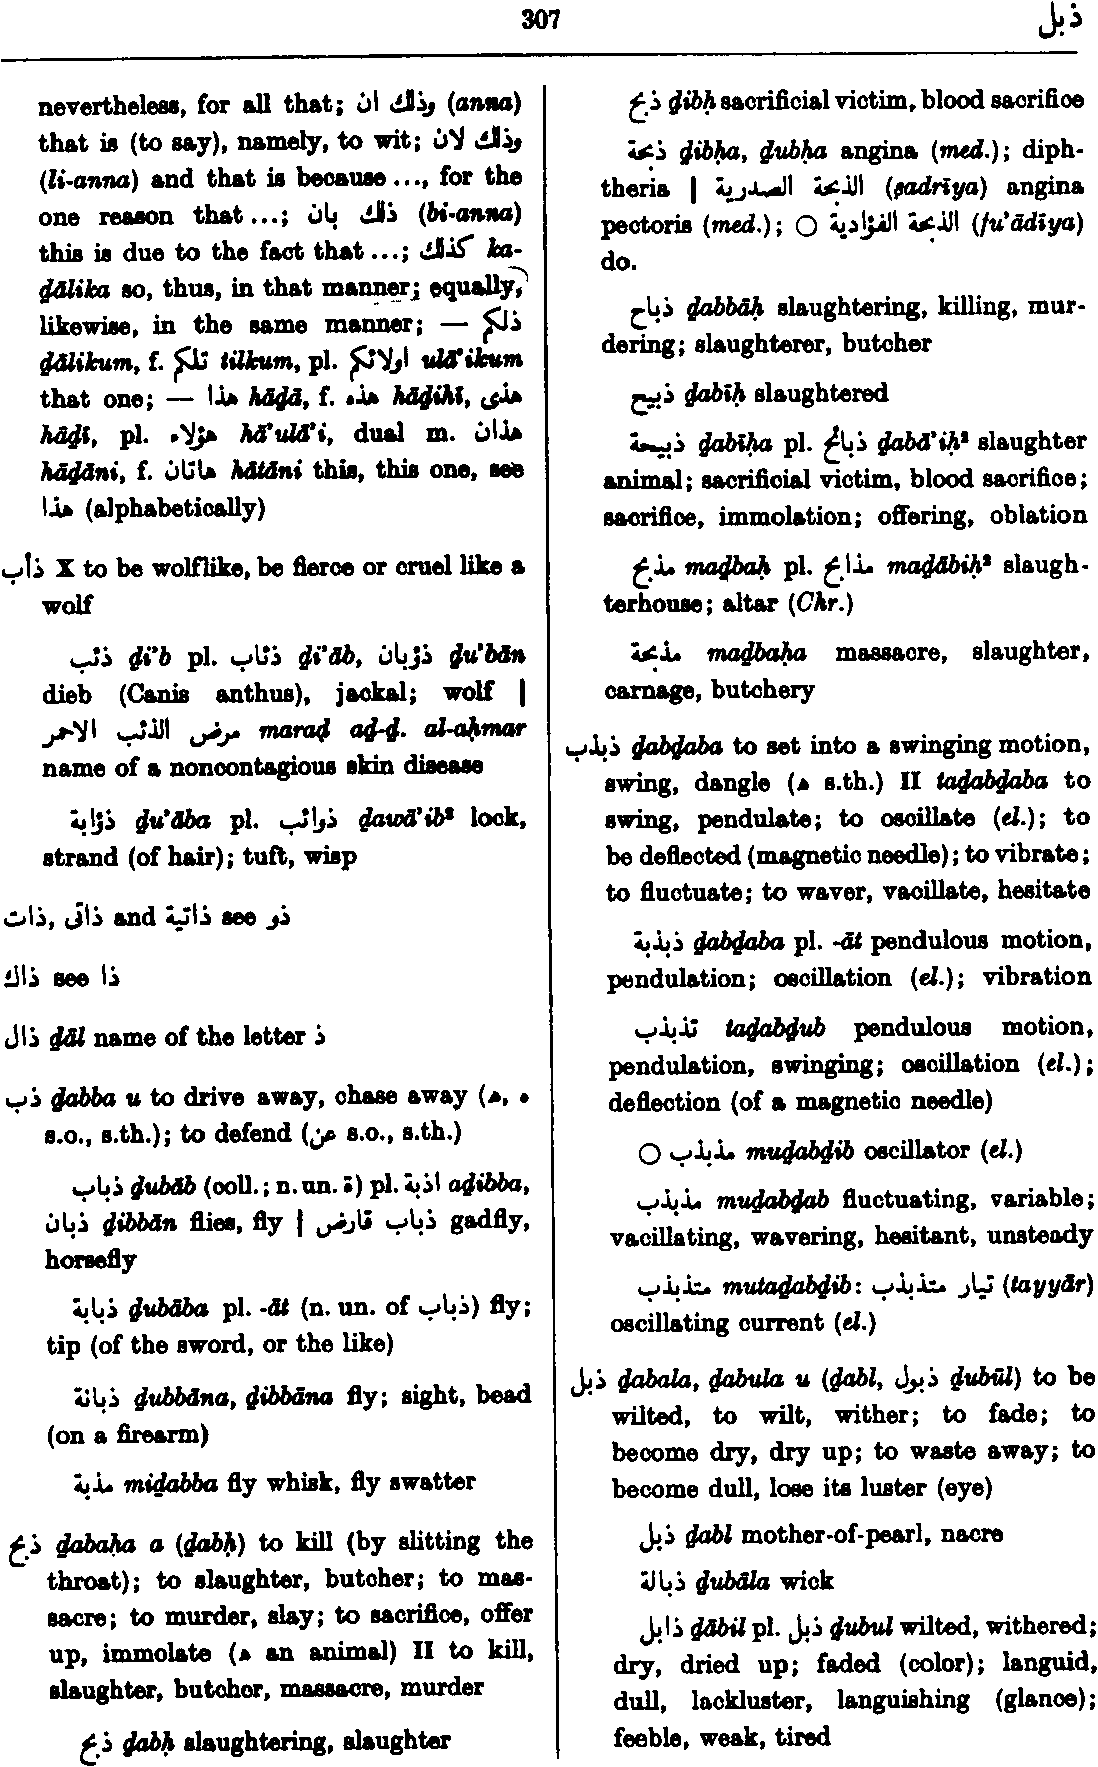 307
ذبل
nevertheless, for all that; وذلك ان (anna)
that is (to say), namely, to wit; وذلك لان
(li-anna) and that is because ..., for the
one reason that ...; ذلك بان (bi-anna)
this is due to the fact that ...; كذلك ka-
ḏālika so, thus, in that manner; equally,
likewise, in the same manner; — ذلكم
ḏālikum, f. تلكم tilkum, pl. اولائكم ulā'ikum
that one; — هذا hāḏā, f. هذه hāḏihī, هذى
hāḏī, pl. هؤلاء hā'ulā'i, dual m. هذان
hāḏāni, f. هاتان hātāni this, this one, see
هذا (alphabetically)
ذأب X to be wolflike, be fierce or cruel like a
wolf
ذئب ḏi'b pl. ذئاب ḏi'āb, ذؤبان ḏu'bān
dieb (Canis anthus), jackal; wolf |
مرض الذئب الاحمر maraḍ aḏ-ḏ. al-aḥmar
name of a noncontagious skin disease
ذؤابة ḏu'āba pl. ذوائب ḏawā'ib² lock,
strand (of hair); tuft, wisp
ذات, ذاتى and ذاتية see ذو
ذاك see ذا
ذال ḏāl name of the letter ذ
ذب ḏabba u to drive away, chase away (ه, ه
s.o., s.th.); to defend (عن s.o., s.th.)
ذباب ḏubāb (coll.; n. un. ة) pl. اذبة aḏibba,
ذبان ḏibbān flies, fly | ذباب قارض gadfly,
horsefly
ذبابة ḏubāba pl. -āt (n. un. of ذباب) fly;
tip (of the sword, or the like)
ذبانة ḏubbāna, ḏibbāna fly; sight, bead
(on a firearm)
مذبة miḏabba fly whisk, fly swatter
ذبح ḏabaḥa a (ḏabḥ) to kill (by slitting the
throat); to slaughter, butcher; to mas-
sacre; to murder, slay; to sacrifice, offer
up, immolate (ه an animal) II to kill,
slaughter, butcher, massacre, murder
ذبح ḏabḥ slaughtering, slaughter
ذبح ḏibḥ sacrificial victim, blood sacrifice
ذبحة ḏibḥa, ḏubḥa angina (med.); diph-
theria | الذبحة الصدرية (ṣadrīya) angina
pectoris (med.); ○ الذبحة الفؤادية (fu'ādīya)
do.
ذباح ḏabbāḥ slaughtering, killing, mur-
dering; slaughterer, butcher
ذبيح ḏabīḥ slaughtered
ذبيحة ḏabīḥa pl. ذبائح ḏabā'iḥ² slaughter
animal; sacrificial victim, blood sacrifice;
sacrifice, immolation; offering, oblation
مذبح maḏbaḥ pl. مذابح maḏābiḥ² slaugh-
terhouse; altar (Chr.)
مذبحة maḏbaḥa massacre, slaughter,
carnage, butchery
ذبذب ḏabḏaba to set into a swinging motion,
swing, dangle (ه s.th.) II taḏabḏaba to
swing, pendulate; to oscillate (el.); to
be deflected (magnetic needle); to vibrate;
to fluctuate; to waver, vacillate, hesitate
ذبذبة ḏabḏaba pl. -āt pendulous motion,
pendulation; oscillation (el.); vibration
تذبذب taḏabḏub pendulous motion,
pendulation, swinging; oscillation (el.);
deflection (of a magnetic needle)
○ مذبذب muḏabḏib oscillator (el.)
مذبذب muḏabḏab fluctuating, variable;
vacillating, wavering, hesitant, unsteady
متذبذب mutaḏabḏib: تيار متذبذب (tayyār)
oscillating current (el.)
ذبل ḏabala, ḏabula u (ḏabl, ذبول ḏubūl) to be
wilted, to wilt, wither; to fade; to
become dry, dry up; to waste away; to
become dull, lose its luster (eye)
ذبل ḏabl mother-of-pearl, nacre
ذبالة ḏubāla wick
ذابل ḏābil pl. ذبل ḏubul wilted, withered;
dry, dried up; faded (color); languid,
dull, lackluster, languishing (glance);
feeble, weak, tired